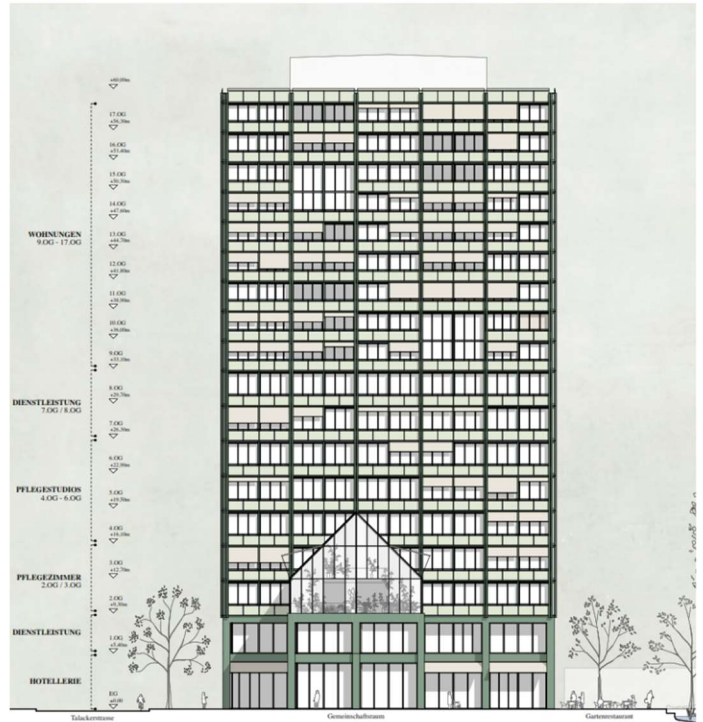 +60.00m
17.OG
+56.30m
16.OG
+53.40m
15.OG
+50.50m
14.OG
+47.60m
WOHNUNGEN
9.OG - 17.OG
13.OG
+44.70m
12.OG
+41.80m
11.OG
+38.90m
10.OG
+36.00m
9.OG
+33.10m
8.OG
+29.70m
DIENSTLEISTUNG
7.OG / 8.OG
7.OG
+26.30m
6.OG
+22.90m
PFLEGESTUDIOS
4.OG - 6.OG
5.OG
+19.50m
4.OG
+16.10m
3.OG
+12.70m
PFLEGEZIMMER
2.OG / 3.OG
2.OG
+9.30m
DIENSTLEISTUNG
1.OG
+5.40m
HOTELLERIE
EG
±0.00
Talackerstrasse
Gemeinschaftsraum
Gartenrestaurant